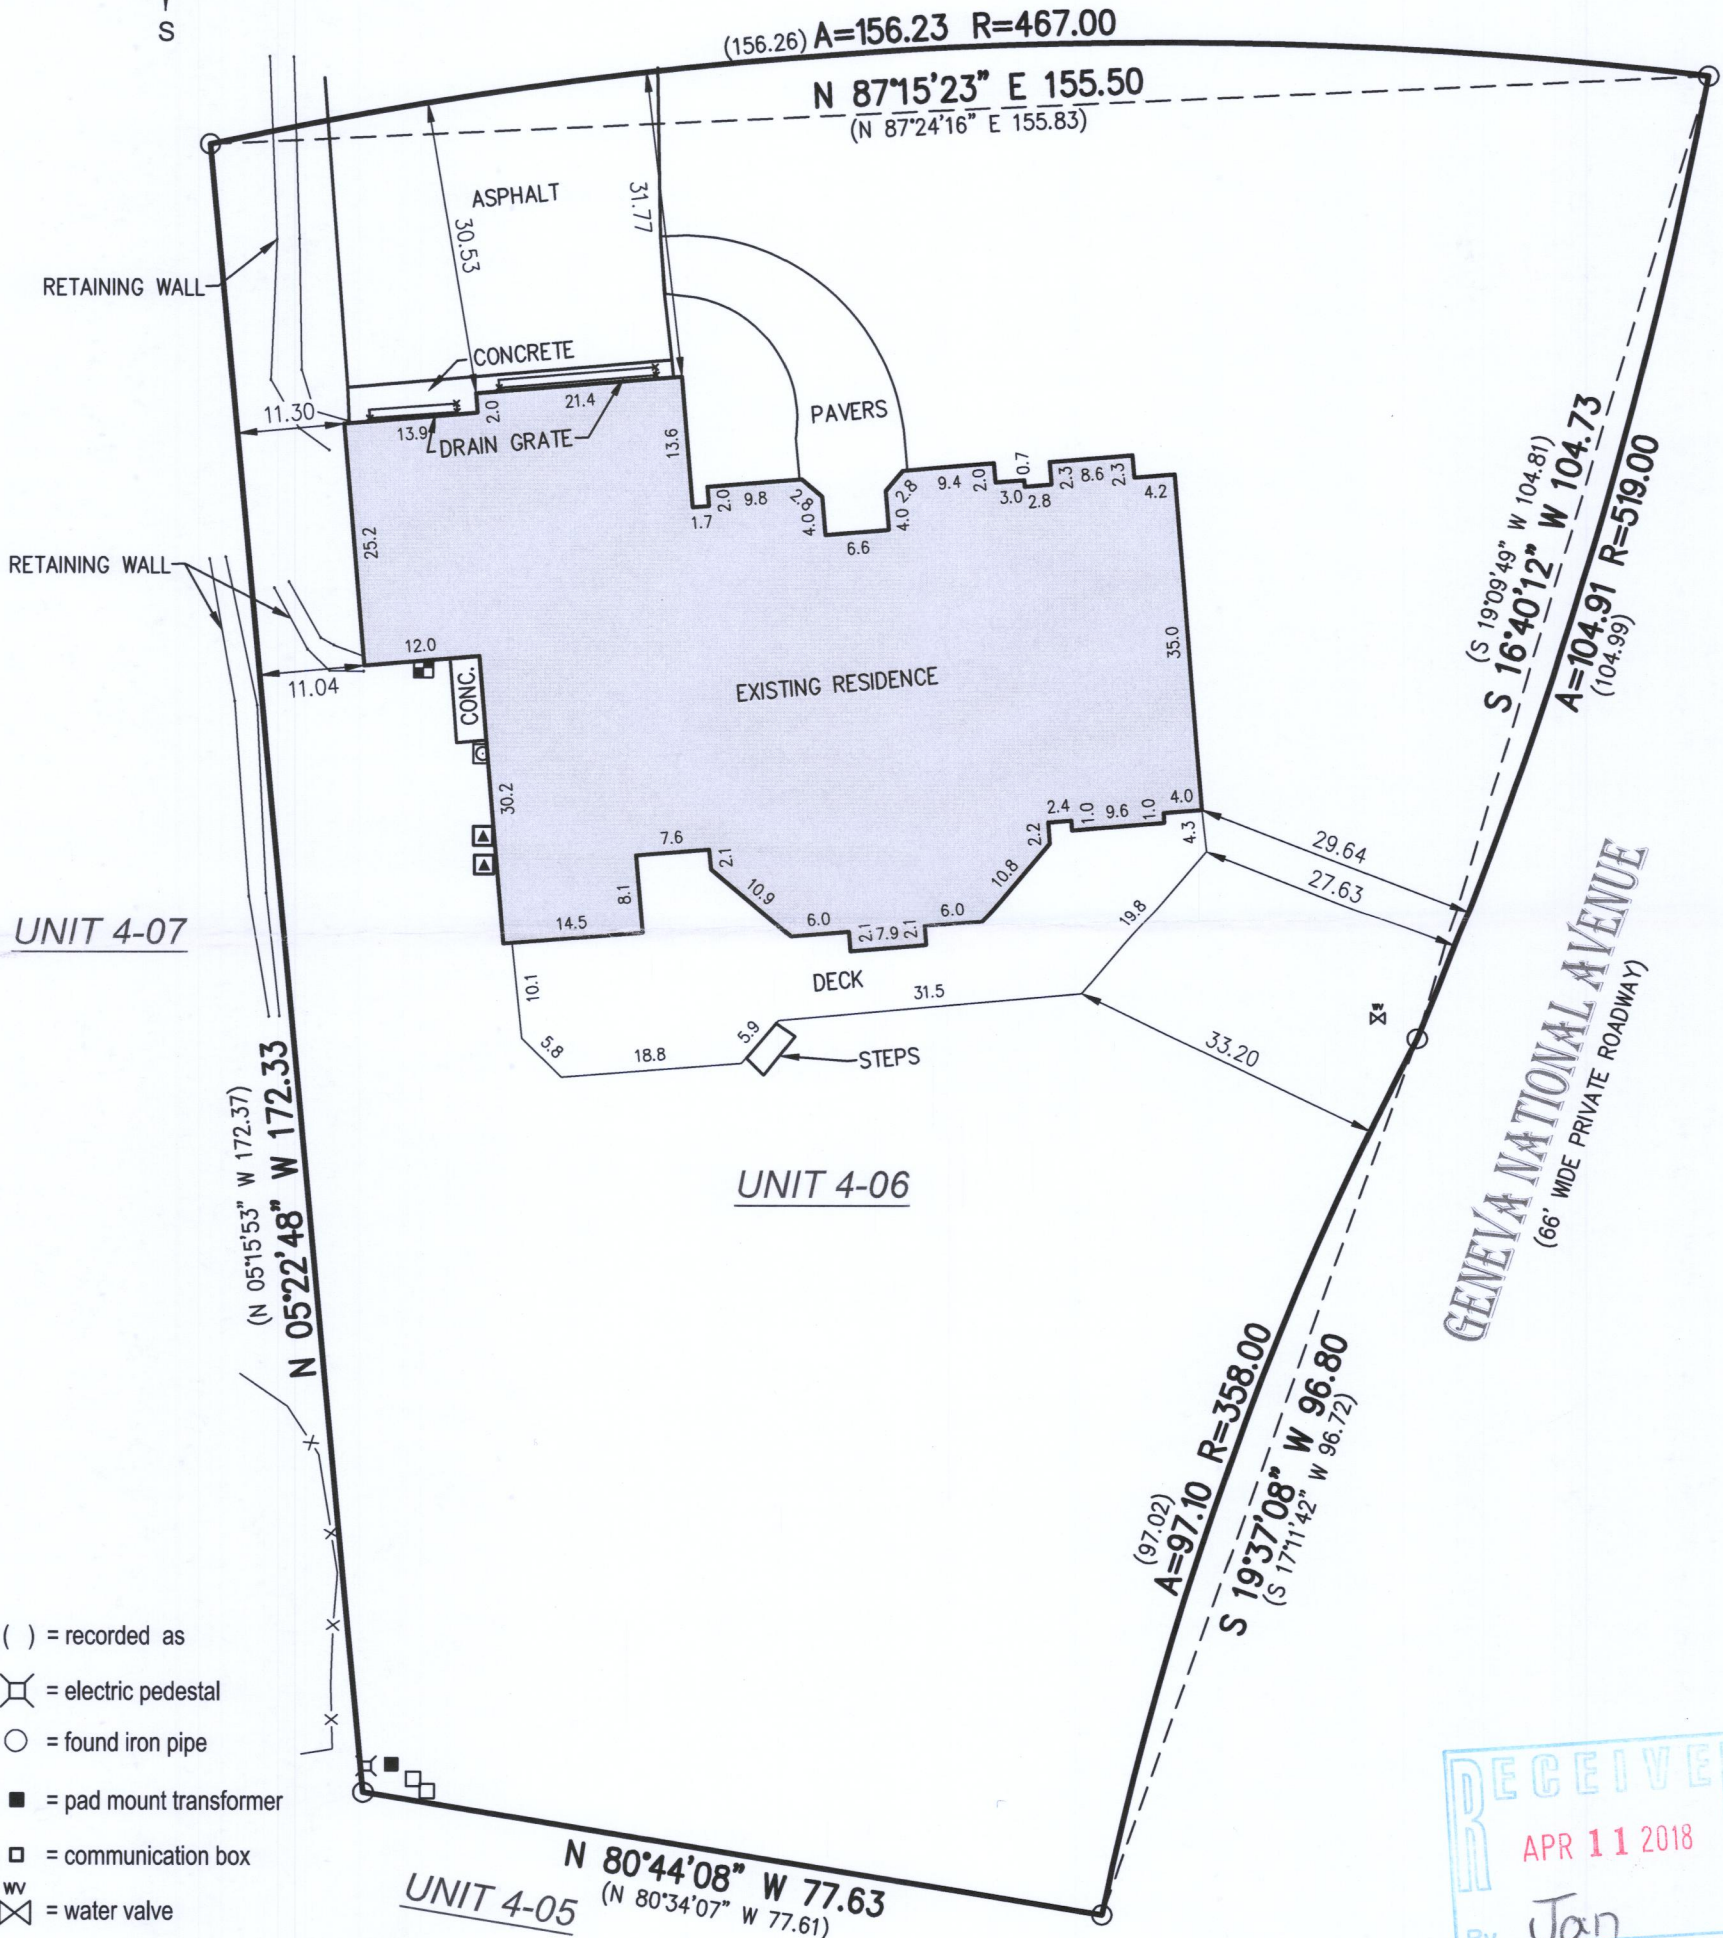 S
(156.26) A=156.23 R=467.00
N 87°15'23" E 155.50
(N 87°24'16" E 155.83)
ASPHALT
30.53
31.77
RETAINING WALL
CONCRETE
11.30
13.9
2.0
21.4
DRAIN GRATE
13.6
PAVERS
1.7
2.0
9.8
2.8
4.0
6.6
4.0
2.8
9.4
2.0
3.0
0.7
2.8
2.3
8.6
2.3
4.2
(S 19°09'49" W 104.81)
S 16°40'12" W 104.73
A=104.91 R=519.00
(104.99)
25.2
RETAINING WALL
12.0
11.04
CONC.
EXISTING RESIDENCE
35.0
30.2
7.6
2.1
8.1
10.9
14.5
6.0
2.1
7.9
2.1
6.0
10.8
2.2
2.4
1.0
9.6
1.0
4.0
4.3
29.64
27.63
19.8
UNIT 4-07
10.1
DECK
31.5
5.8
18.8
5.9
STEPS
33.20
WV
GENEVA NATIONAL AVENUE
(66' WIDE PRIVATE ROADWAY)
(N 05°15'53" W 172.37)
N 05°22'48" W 172.33
UNIT 4-06
(97.02)
A=97.10 R=358.00
S 19°37'08" W 96.80
(S 17°11'42" W 96.72)
( ) = recorded as
= electric pedestal
= found iron pipe
= pad mount transformer
= communication box
WV
= water valve
N 80°44'08" W 77.63
(N 80°34'07" W 77.61)
UNIT 4-05
RECEIVE
APR 11 2018
By Jan